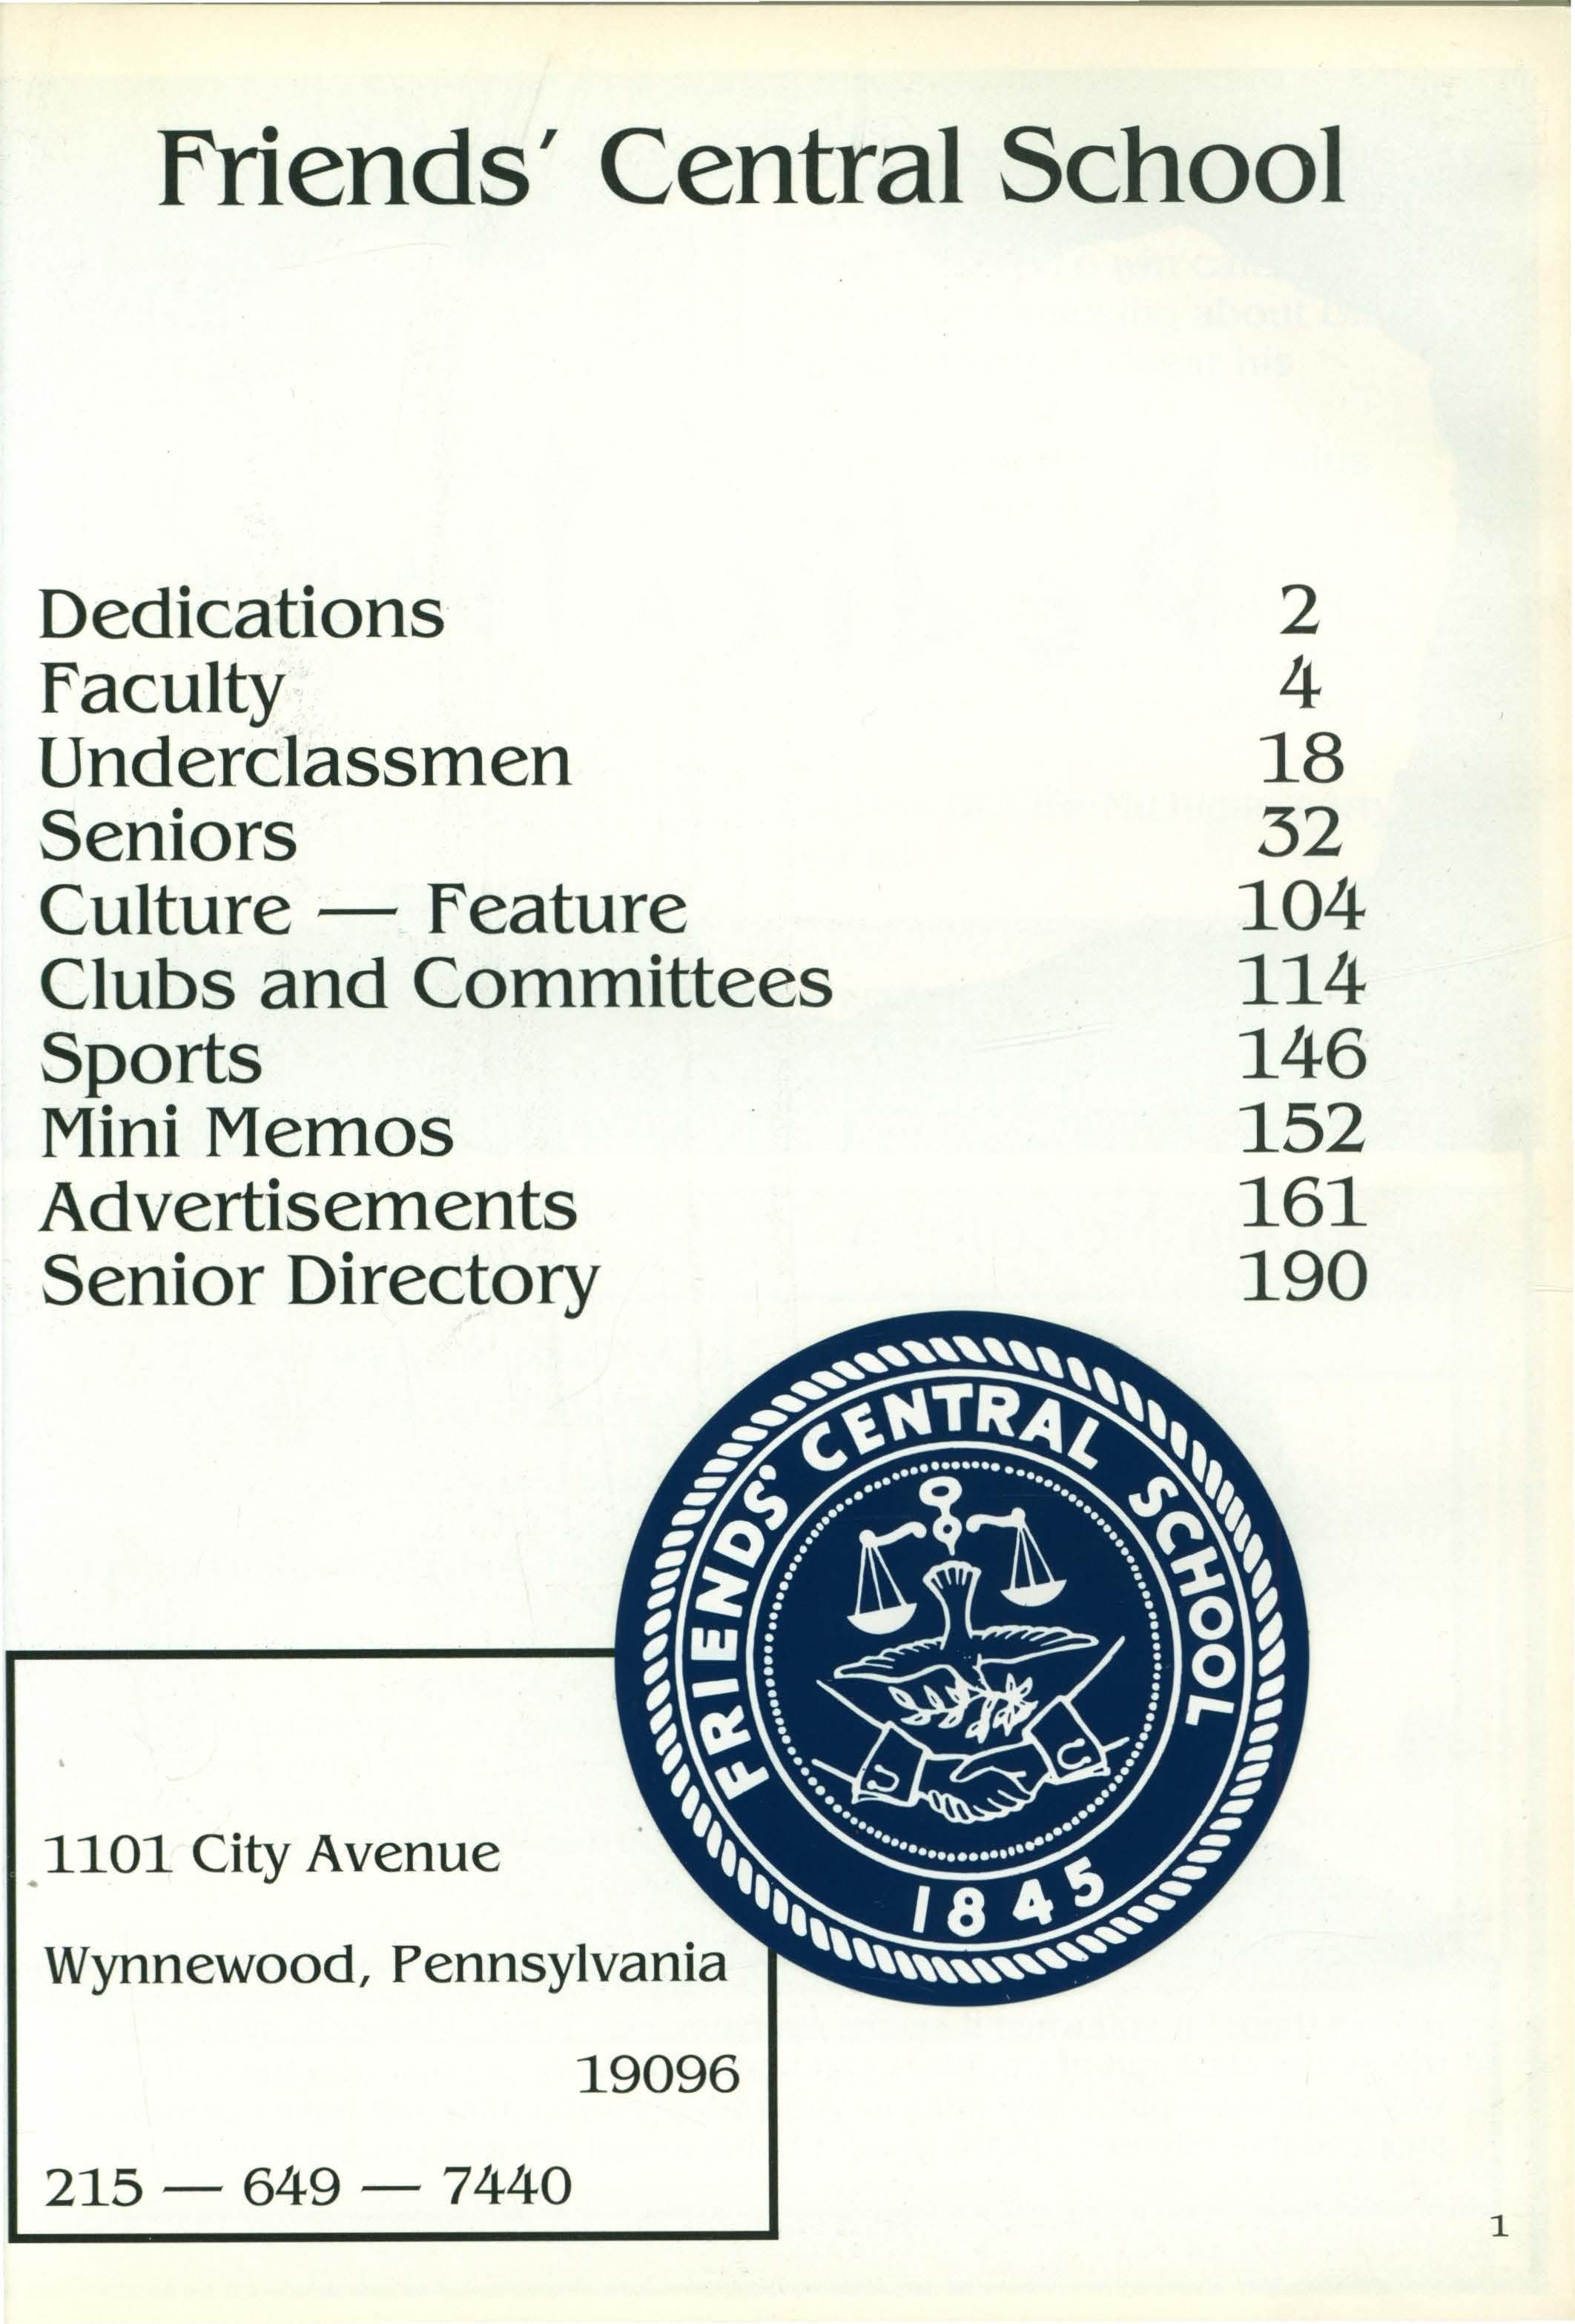 Friends' Central School
Dedications 2
Faculty 4
Underclassmen 18
Seniors 32
Culture — Feature 104
Clubs and Committees 114
Sports 146
Mini Memos 152
Advertisements 161
Senior Directory 190
FRIENDS' CENTRAL SCHOOL
1845
1101 City Avenue
Wynnewood, Pennsylvania
19096
215 — 649 — 7440
1